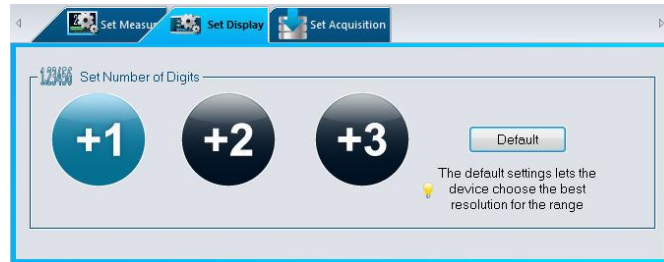 Set Measur
Set Display
Set Acquisition
123456 Set Number of Digits
+1
+2
+3
Default
The default settings lets the
device choose the best
resolution for the range